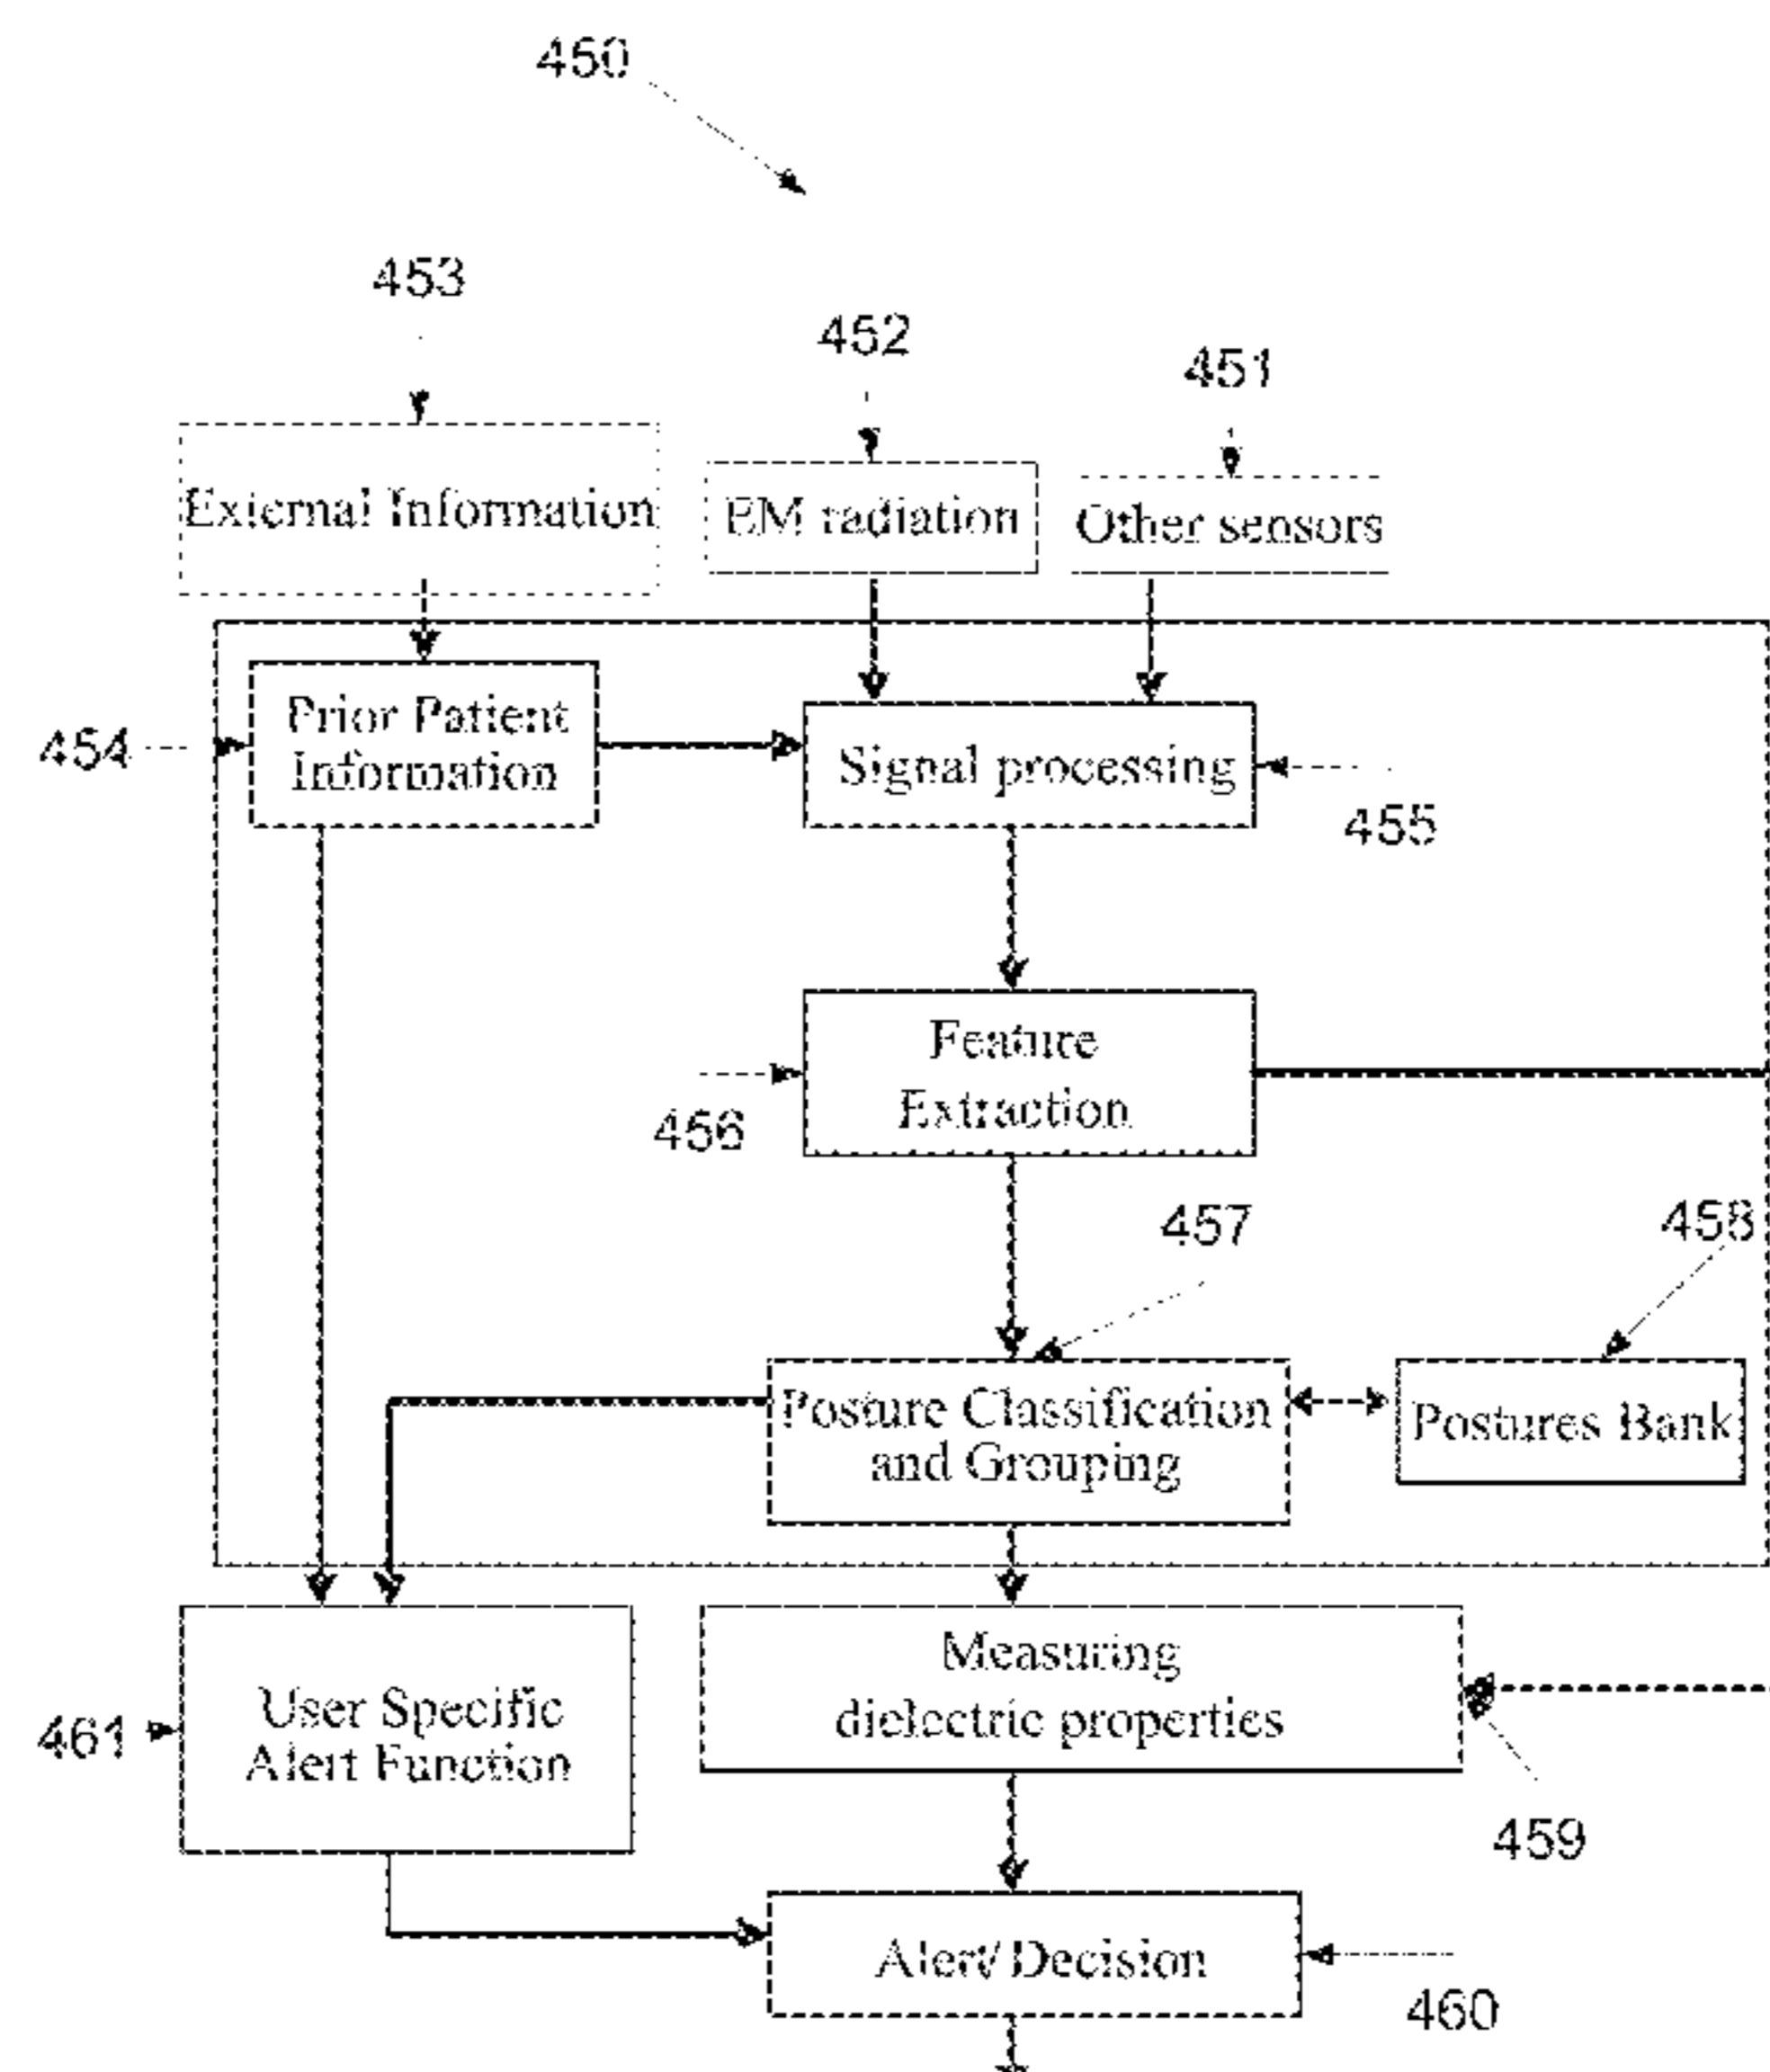 450
453
452
451
External Information
EM radiation
Other sensors
454
Prior Patient
Information
Signal processing
455
Feature
Extraction
456
457
458
Posture Classification
and Grouping
Postures Bank
461
User Specific
Alert Function
Measuring
dielectric properties
459
Alert/Decision
460